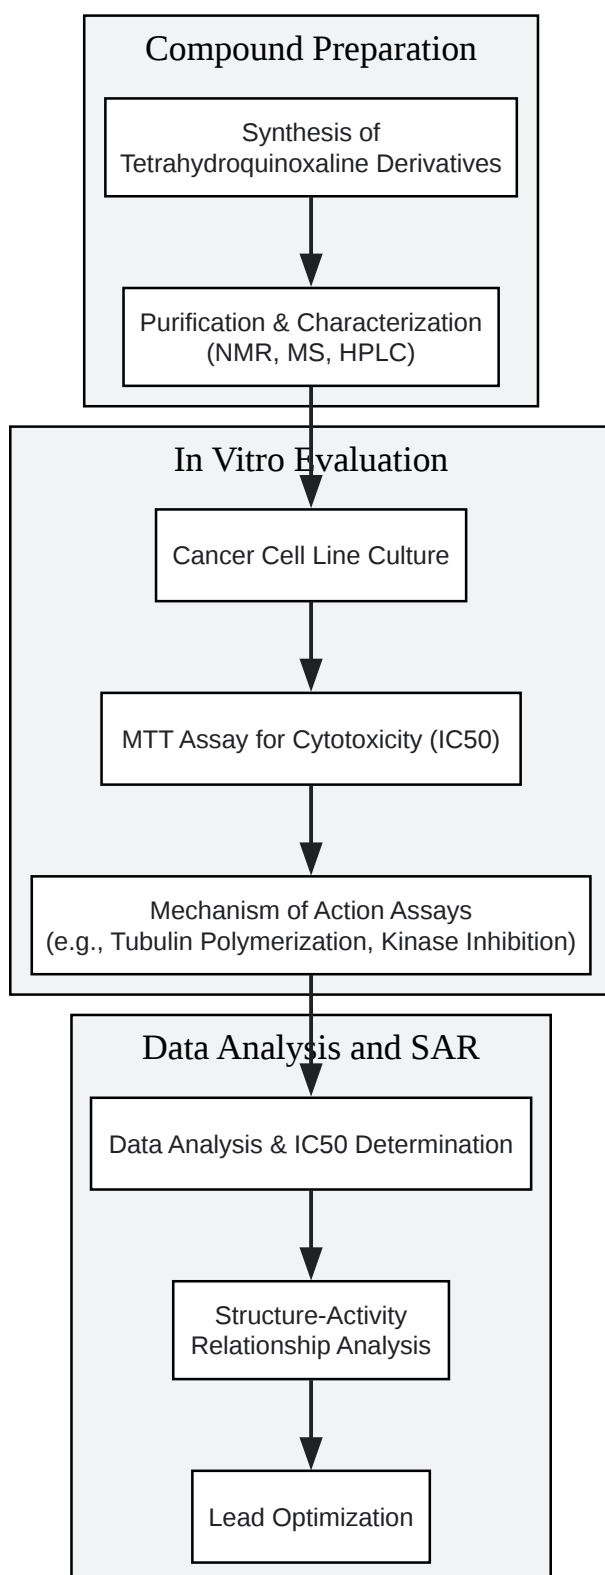 Compound Preparation
Synthesis of
Tetrahydroquinoxaline Derivatives
Purification & Characterization
(NMR, MS, HPLC)
In Vitro Evaluation
Cancer Cell Line Culture
MTT Assay for Cytotoxicity (IC50)
Mechanism of Action Assays
(e.g., Tubulin Polymerization, Kinase Inhibition)
Data Analysis and SAR
Data Analysis & IC50 Determination
Structure-Activity
Relationship Analysis
Lead Optimization